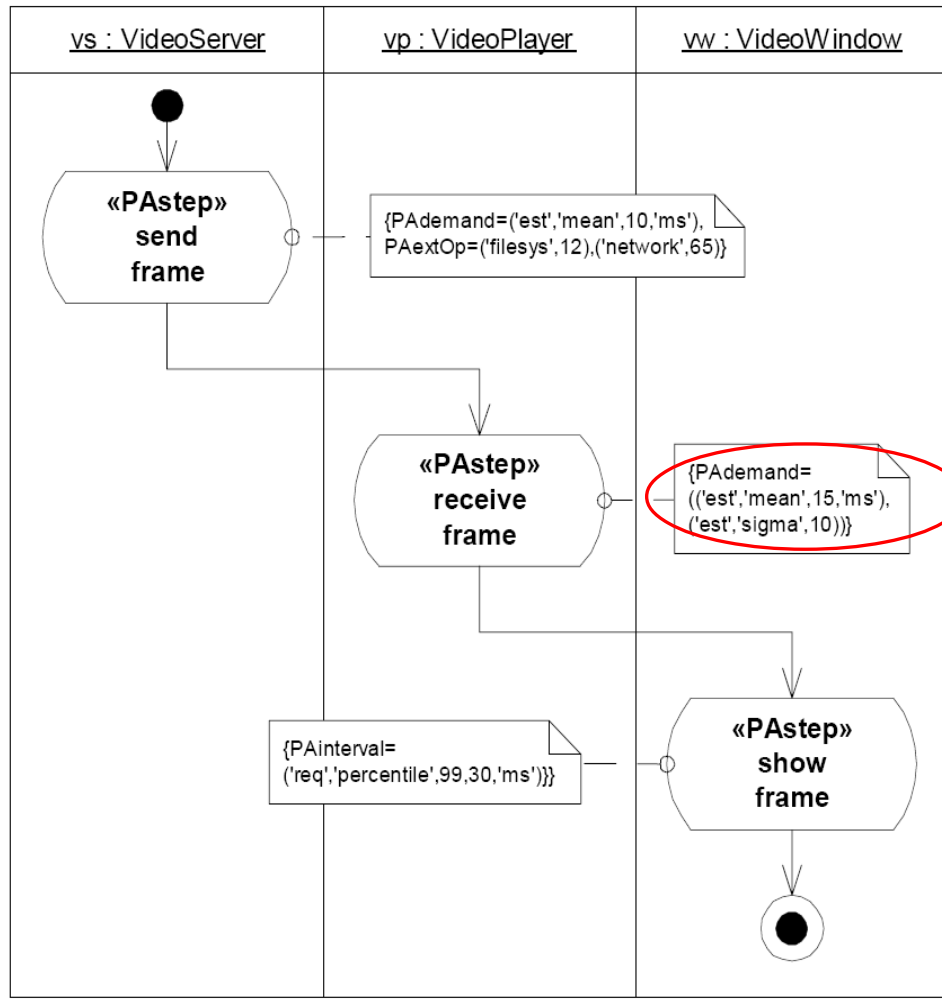 vs : VideoServer
vp : VideoPlayer
vw : VideoWindow
«PAstep»
send
frame
{PAdemand=('est','mean',10,'ms'),
PAextOp=('filesys',12),('network',65)}
«PAstep»
receive
frame
{PAdemand=
(('est','mean',15,'ms'),
('est','sigma',10))}
{PAinterval=
('req','percentile',99,30,'ms')}}
«PAstep»
show
frame